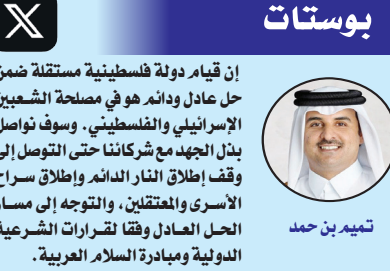 بوستات
إن قيام دولة فلسطينية مستقلة ضمن
حل عادل ودائم هو في مصلحة الشعبين
الإسرائيلي والفلسطيني. وسوف نواصل
بذل الجهد مع شركائنا حتى التوصل إلى
وقف إطلاق النار الدائم وإطلاق سراح
الأسرى والمعتقلين، والتوجه إلى مسار
الحل العادل وفقا لقرارات الشرعية
الدولية ومبادرة السلام العربية.
تميم بن حمد